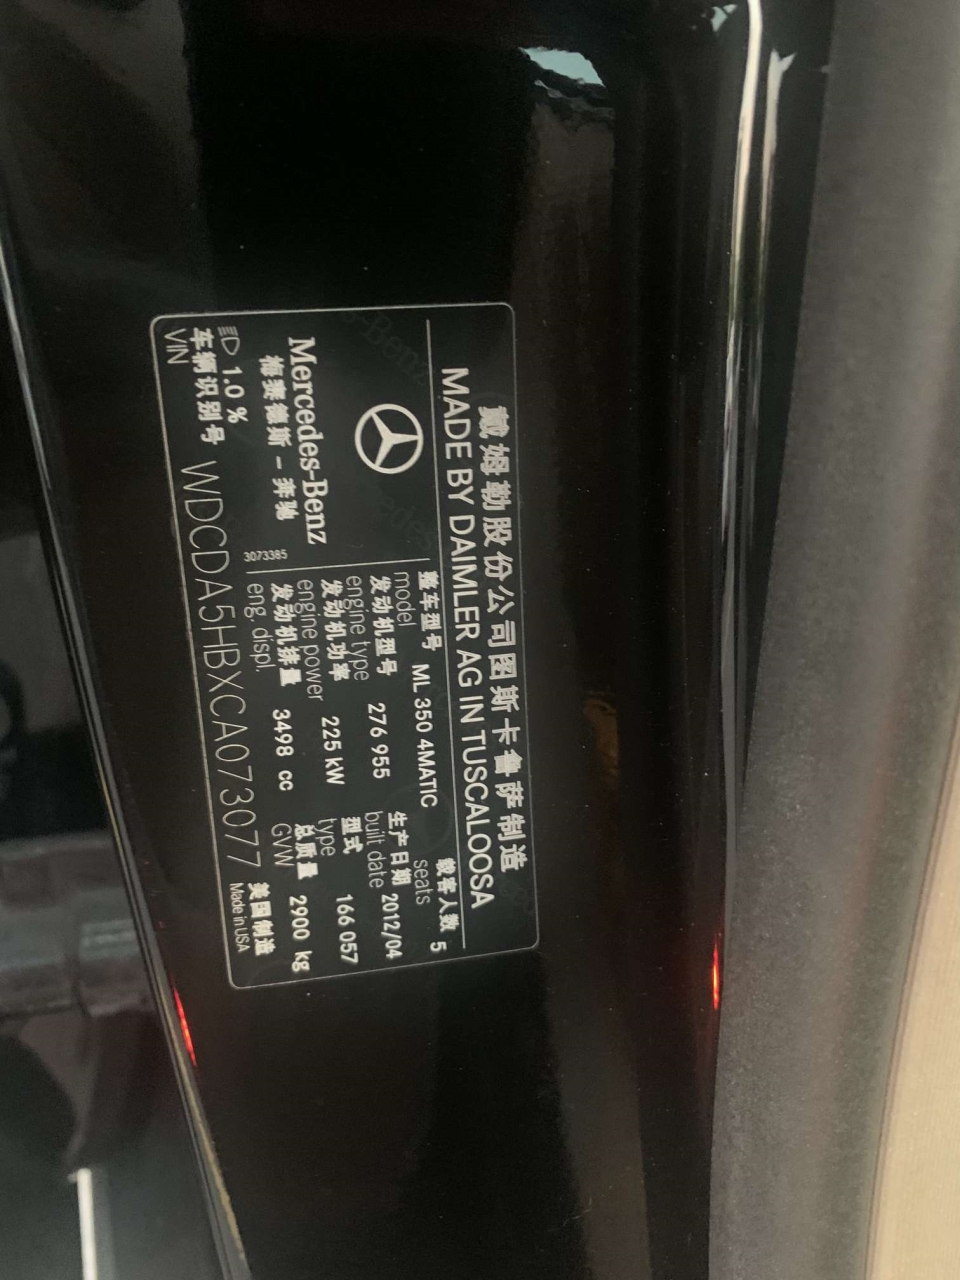 戴姆勒股份公司图斯卡鲁萨制造
MADE BY DAIMLER AG IN TUSCALOOSA
Mercedes-Benz
梅赛德斯-奔驰
3073385
整车型号 ML 350 4MATIC
model
载客人数 5
seats
发动机型号 276 955
engine type
生产日期 2012/04
built date
发动机功率 225 kW
engine power
型式 166 057
type
发动机排量 3498 cc
eng. displ.
总质量 2900 kg
GVW
1.0 %
车辆识别号 WDCDA5HBXCA073077
VIN
美国制造
Made in USA